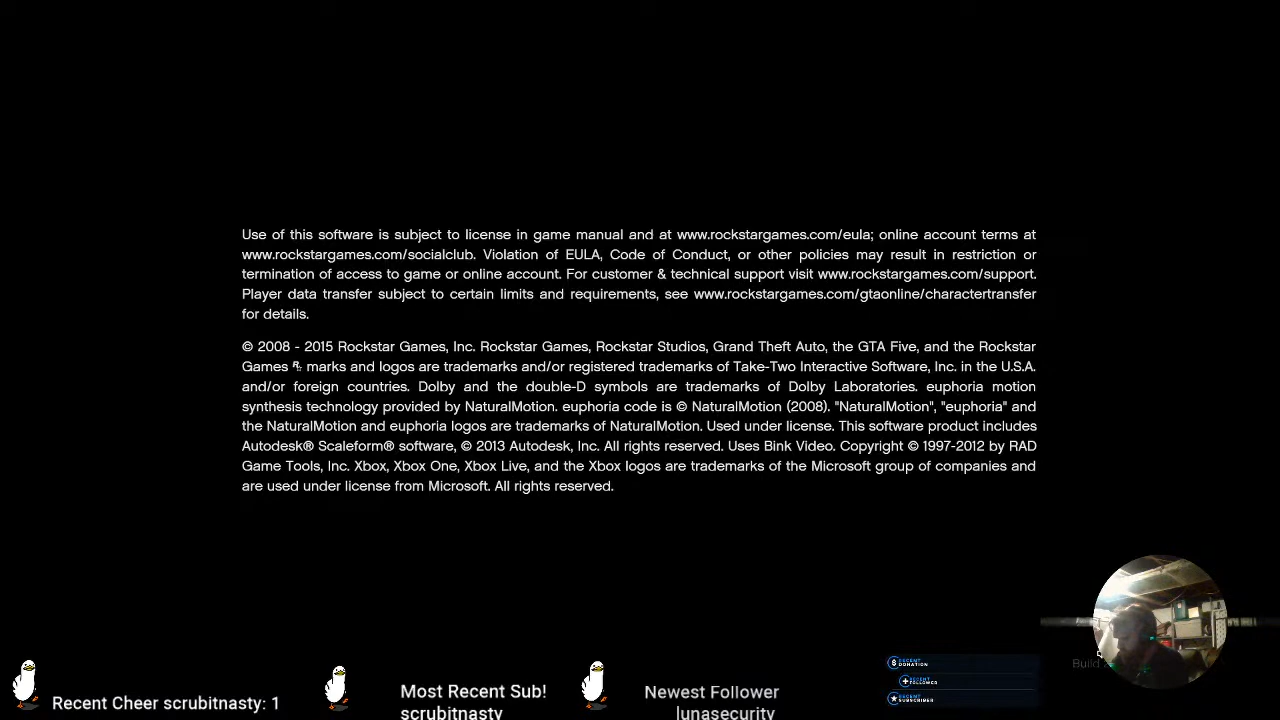 Use of this software is subject to license in game manual and at www.rockstargames.com/eula; online account terms at
www.rockstargames.com/socialclub. Violation of EULA, Code of Conduct, or other policies may result in restriction or
termination of access to game or online account. For customer & technical support visit www.rockstargames.com/support.
Player data transfer subject to certain limits and requirements, see www.rockstargames.com/gtaonline/charactertransfer
for details.
© 2008 - 2015 Rockstar Games, Inc. Rockstar Games, Rockstar Studios, Grand Theft Auto, the GTA Five, and the Rockstar
Games R* marks and logos are trademarks and/or registered trademarks of Take-Two Interactive Software, Inc. in the U.S.A.
and/or foreign countries. Dolby and the double-D symbols are trademarks of Dolby Laboratories. euphoria motion
synthesis technology provided by NaturalMotion. euphoria code is © NaturalMotion (2008). "NaturalMotion", "euphoria" and
the NaturalMotion and euphoria logos are trademarks of NaturalMotion. Used under license. This software product includes
Autodesk® Scaleform® software, © 2013 Autodesk, Inc. All rights reserved. Uses Bink Video. Copyright © 1997-2012 by RAD
Game Tools, Inc. Xbox, Xbox One, Xbox Live, and the Xbox logos are trademarks of the Microsoft group of companies and
are used under license from Microsoft. All rights reserved.
Recent Cheer scrubitnasty: 1
Most Recent Sub!
scrubitnasty
Newest Follower
lunasecurity
RECENT
DONATION
RECENT
FOLLOWER
RECENT
SUBSCRIBER
Build